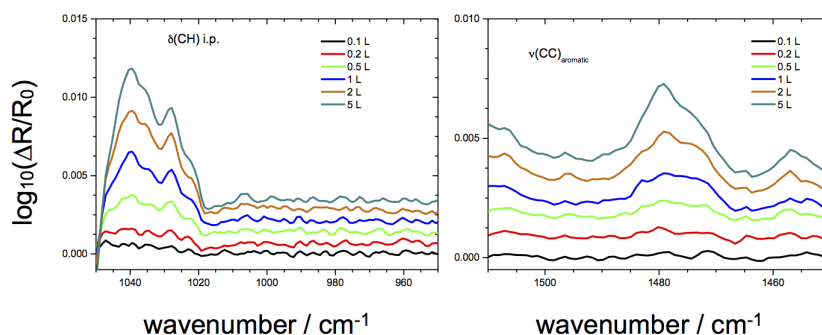 log10(ΔR/R0)
0.015
0.010
0.005
0.000
δ(CH) i.p.
0.1 L
0.2 L
0.5 L
1 L
2 L
5 L
1040 1020 1000 980 960
wavenumber / cm-1
0.010
0.005
0.000
ν(CC)aromatic
0.1 L
0.2 L
0.5 L
1 L
2 L
5 L
1500 1480 1460
wavenumber / cm-1